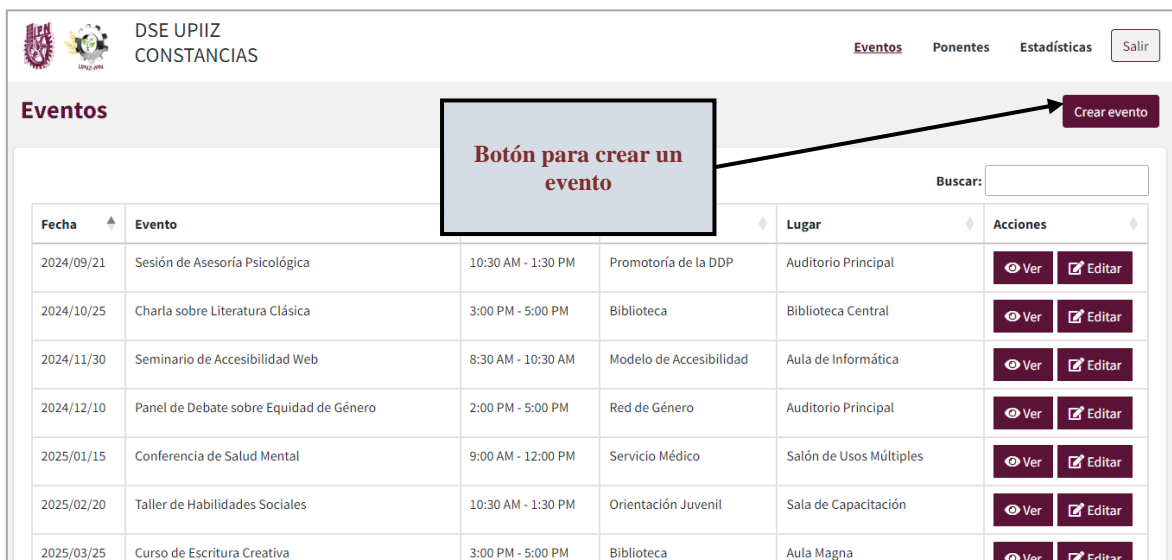 IPN
UPIIZ-IPN
DSE UPIIZ
CONSTANCIAS
Eventos Ponentes Estadísticas Salir
Eventos
Crear evento
Botón para crear un
evento
Buscar:
Fecha Evento Lugar Acciones
2024/09/21 Sesión de Asesoría Psicológica 10:30 AM - 1:30 PM Promotoría de la DDP Auditorio Principal Ver Editar
2024/10/25 Charla sobre Literatura Clásica 3:00 PM - 5:00 PM Biblioteca Biblioteca Central Ver Editar
2024/11/30 Seminario de Accesibilidad Web 8:30 AM - 10:30 AM Modelo de Accesibilidad Aula de Informática Ver Editar
2024/12/10 Panel de Debate sobre Equidad de Género 2:00 PM - 5:00 PM Red de Género Auditorio Principal Ver Editar
2025/01/15 Conferencia de Salud Mental 9:00 AM - 12:00 PM Servicio Médico Salón de Usos Múltiples Ver Editar
2025/02/20 Taller de Habilidades Sociales 10:30 AM - 1:30 PM Orientación Juvenil Sala de Capacitación Ver Editar
2025/03/25 Curso de Escritura Creativa 3:00 PM - 5:00 PM Biblioteca Aula Magna Ver Editar